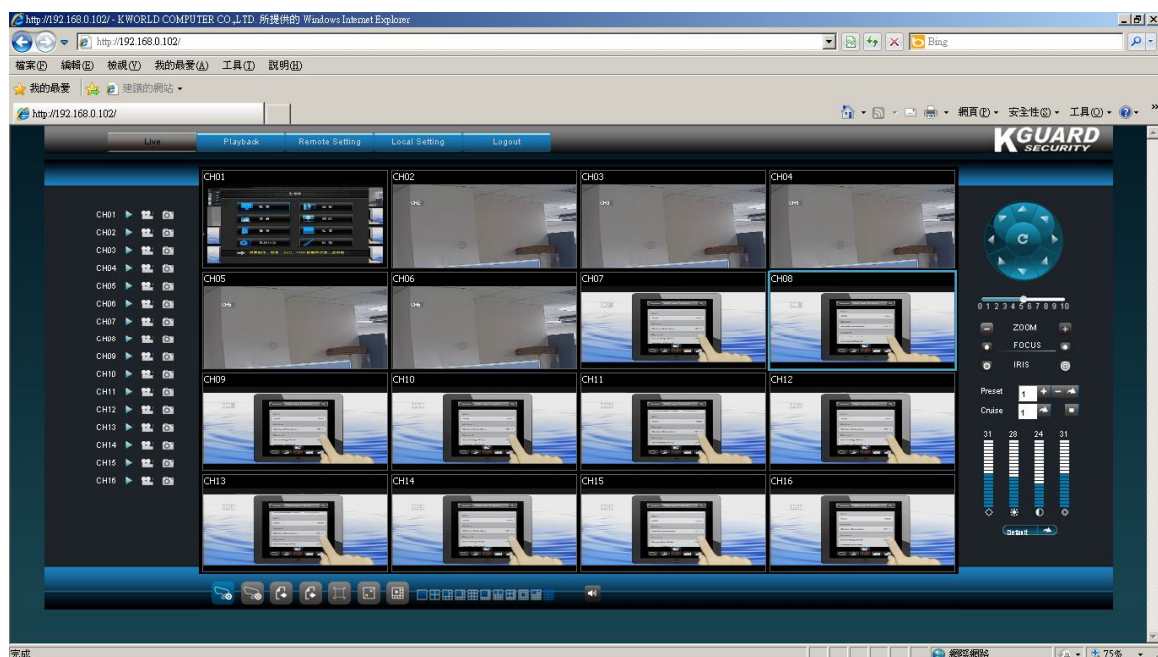 http://192.168.0.102/ - KWORLD COMPUTER CO.,LTD. 所提供的 Windows Internet Explorer
http://192.168.0.102/
Bing
檔案(F) 編輯(E) 檢視(V) 我的最愛(A) 工具(T) 說明(H)
我的最愛 建議的網站
http://192.168.0.102/
網頁(P) 安全性(S) 工具(O)
Live Playback Remote Setting Local Setting Logout
KGUARD
SECURITY
CH01 CH02 CH03 CH04
CH05 CH06 CH07 CH08
CH09 CH10 CH11 CH12
CH13 CH14 CH15 CH16
CH01
CH02
CH03
CH04
CH05
CH06
CH07
CH08
CH09
CH10
CH11
CH12
CH13
CH14
CH15
CH16
0 1 2 3 4 5 6 7 8 9 10
ZOOM
FOCUS
IRIS
Preset 1
Cruise 1
31 28 24 31
Default
完成
網際網路
75%